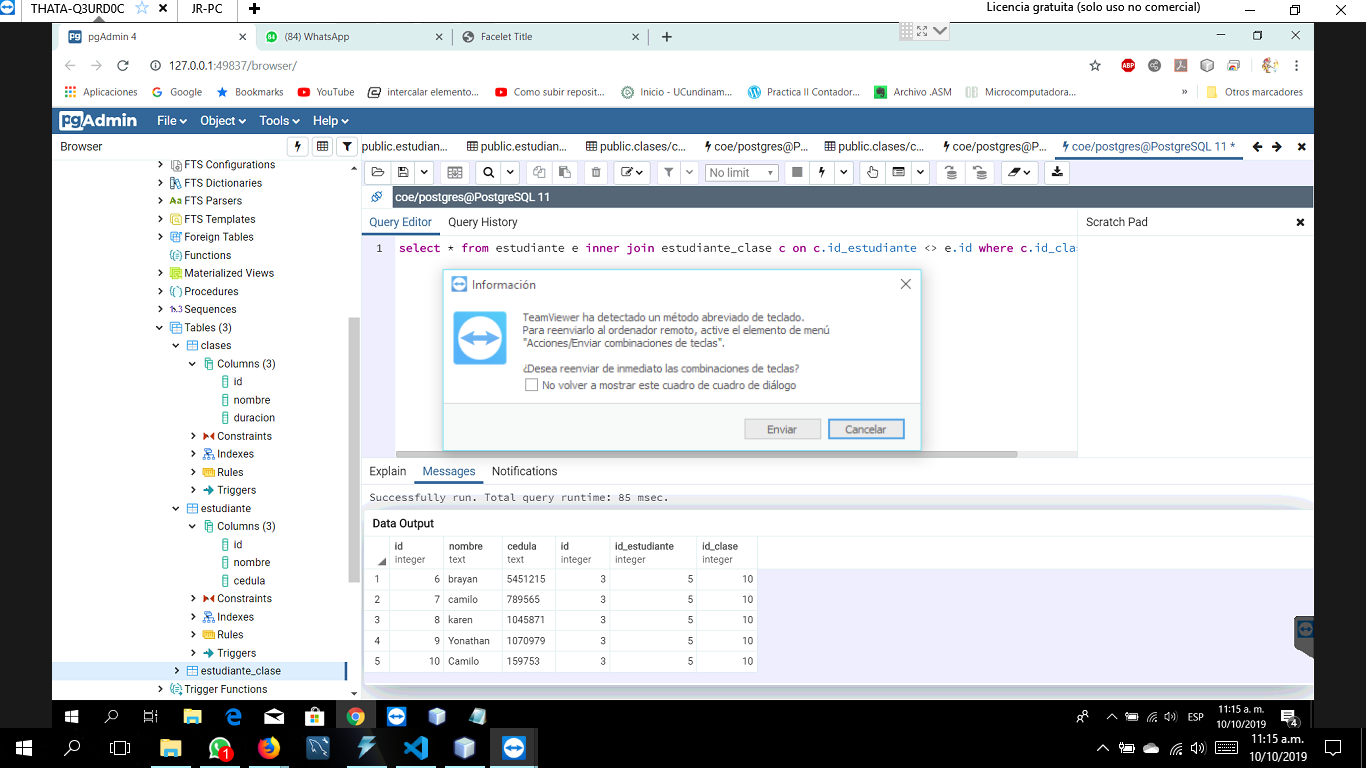 THATA-Q3URD0C
JR-PC
Licencia gratuita (solo uso no comercial)
pgAdmin 4
(84) WhatsApp
Facelet Title
127.0.0.1:49837/browser/
ABP
Aplicaciones
Google
Bookmarks
YouTube
intercalar elemento...
Como subir reposit...
Inicio - UCundinam...
Practica II Contador...
Archivo .ASM
Microcomputadora...
»
Otros marcadores
pgAdmin
File
Object
Tools
Help
Browser
public.estudian...
public.estudian...
public.clases/c...
coe/postgres@P...
public.clases/c...
coe/postgres@P...
coe/postgres@PostgreSQL 11 *
No limit
coe/postgres@PostgreSQL 11
Query Editor
Query History
Scratch Pad
1
select * from estudiante e inner join estudiante_clase c on c.id_estudiante <> e.id where c.id_cla
FTS Configurations
FTS Dictionaries
Aa FTS Parsers
FTS Templates
Foreign Tables
Functions
Materialized Views
Procedures
1..3 Sequences
Tables (3)
clases
Columns (3)
id
nombre
duracion
Constraints
Indexes
Rules
Triggers
estudiante
Columns (3)
id
nombre
cedula
Constraints
Indexes
Rules
Triggers
estudiante_clase
Trigger Functions
Información
TeamViewer ha detectado un método abreviado de teclado.
Para reenviarlo al ordenador remoto, active el elemento de menú
"Acciones/Enviar combinaciones de teclas".
¿Desea reenviar de inmediato las combinaciones de teclas?
No volver a mostrar este cuadro de cuadro de diálogo
Enviar
Cancelar
Explain
Messages
Notifications
Successfully run. Total query runtime: 85 msec.
Data Output
id integer
nombre text
cedula text
id integer
id_estudiante integer
id_clase integer
1 6 brayan 5451215 3 5 10
2 7 camilo 789565 3 5 10
3 8 karen 1045871 3 5 10
4 9 Yonathan 1070979 3 5 10
5 10 Camilo 159753 3 5 10
ESP
11:15 a. m.
10/10/2019
4
1
11:15 a.m.
10/10/2019